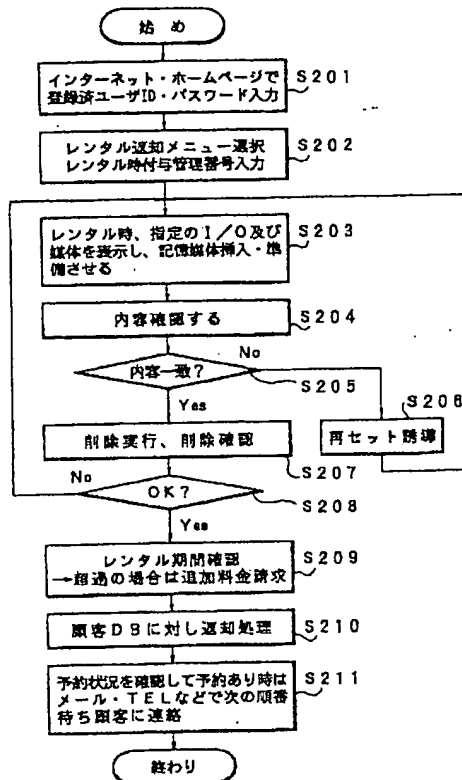 始め
インターネット・ホームページで
登録済ユーザID・パスワード入力
S201
レンタル返却メニュー選択
レンタル時付与管理番号入力
S202
レンタル時、指定のI/O及び
媒体を表示し、記憶媒体挿入・準
備させる
S203
内容確認する
S204
内容一致?
No
S205
Yes
S206
再セット誘導
削除実行、削除確認
S207
No
OK?
S208
Yes
レンタル期間確認
→超過の場合は追加料金請求
S209
顧客DBに対し返却処理
S210
予約状況を確認して予約あり時は
メール・TELなどで次の順番
待ち顧客に連絡
S211
終わり